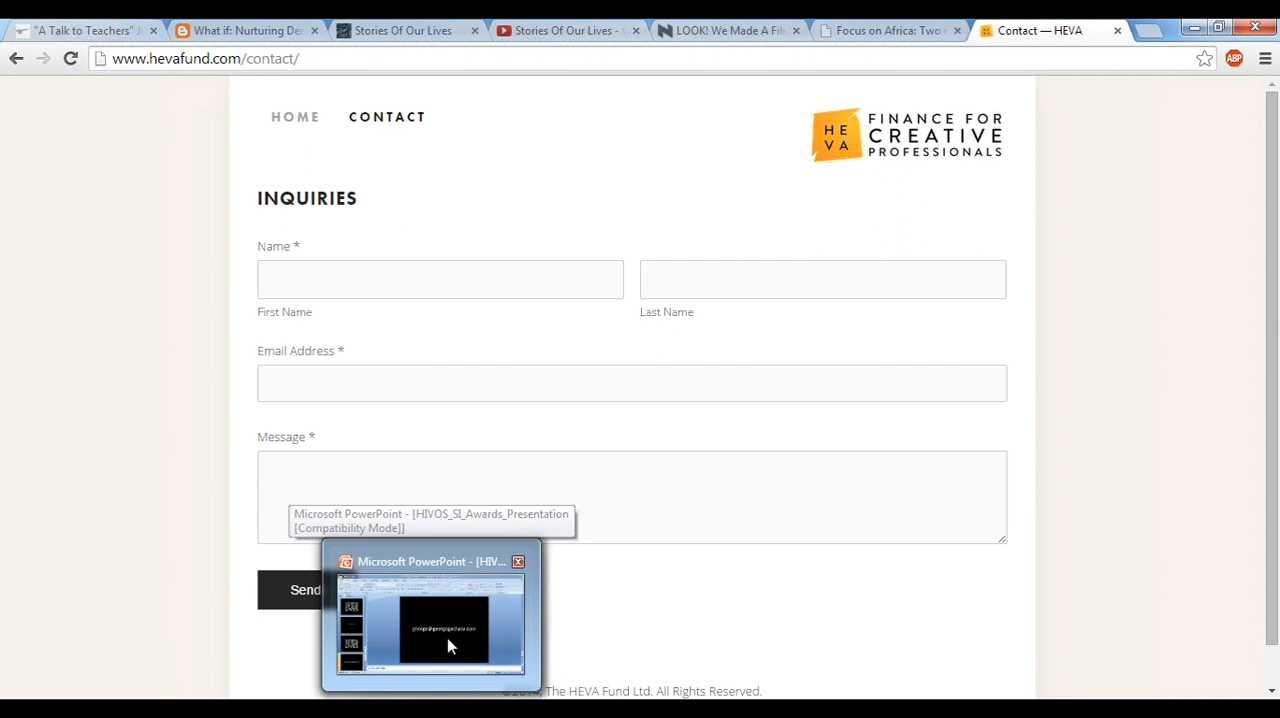 "A Talk to Teachers"
What if: Nurturing De
Stories Of Our Lives
Stories Of Our Lives -
LOOK! We Made A Fil
Focus on Africa: Two
Contact — HEVA
www.hevafund.com/contact/
ABP
HOME
CONTACT
HE
VA
FINANCE FOR
CREATIVE
PROFESSIONALS
INQUIRIES
Name *
First Name
Last Name
Email Address *
Message *
Microsoft PowerPoint - [HIVOS_SI_Awards_Presentation
[Compatibility Mode]]
Microsoft PowerPoint - [HIV...
Send
The HEVA Fund Ltd. All Rights Reserved.